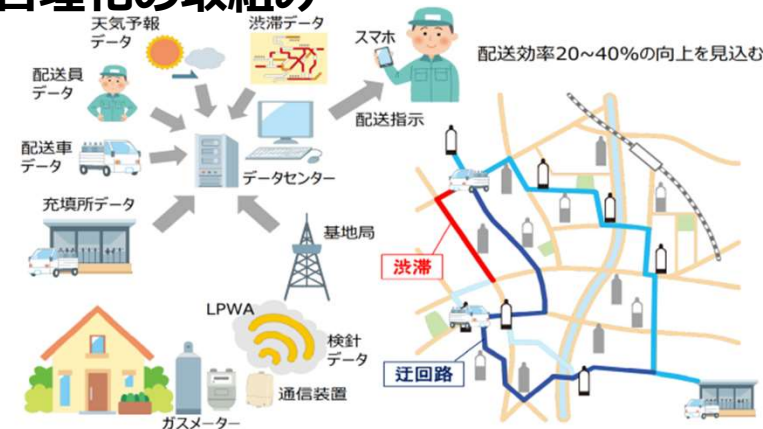 合理化の取組み
天気予報
データ
渋滞データ
スマホ
配送効率20~40%の向上を見込む
配送員
データ
配送指示
配送車
データ
データセンター
充填所データ
基地局
渋滞
LPWA
検針
データ
迂回路
通信装置
ガスメーター